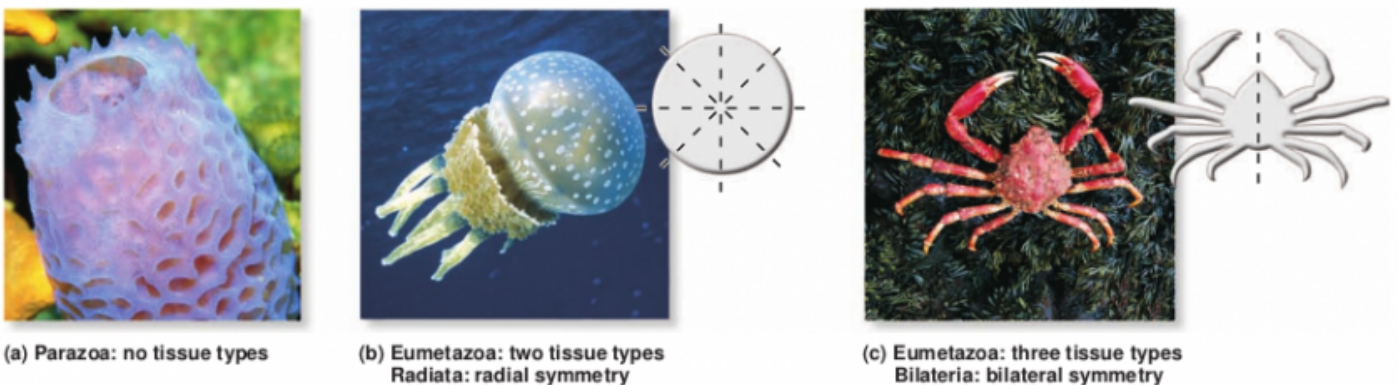 (a) Parazoa: no tissue types
(b) Eumetazoa: two tissue types
Radiata: radial symmetry
(c) Eumetazoa: three tissue types
Bilateria: bilateral symmetry